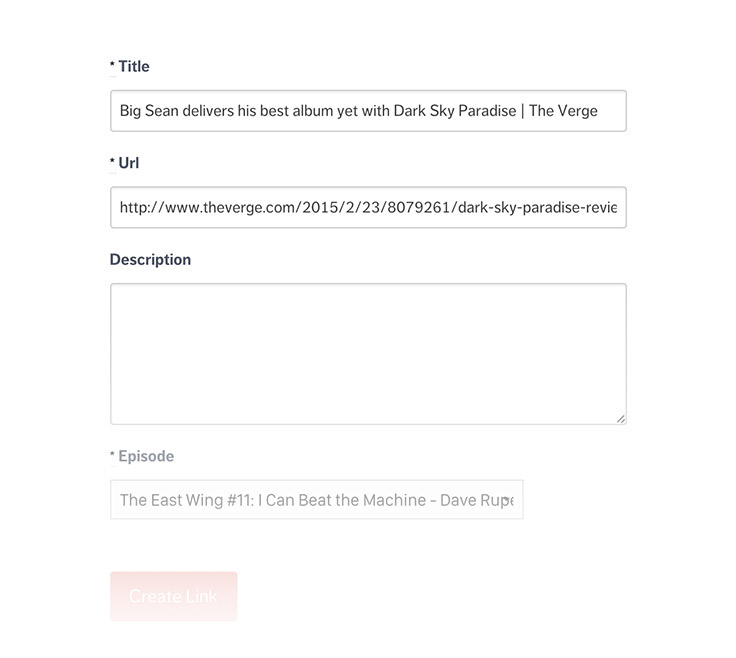 * Title
Big Sean delivers his best album yet with Dark Sky Paradise | The Verge
* Url
http://www.theverge.com/2015/2/23/8079261/dark-sky-paradise-revie
Description
* Episode
The East Wing #11: I Can Beat the Machine - Dave Rupe
Create Link